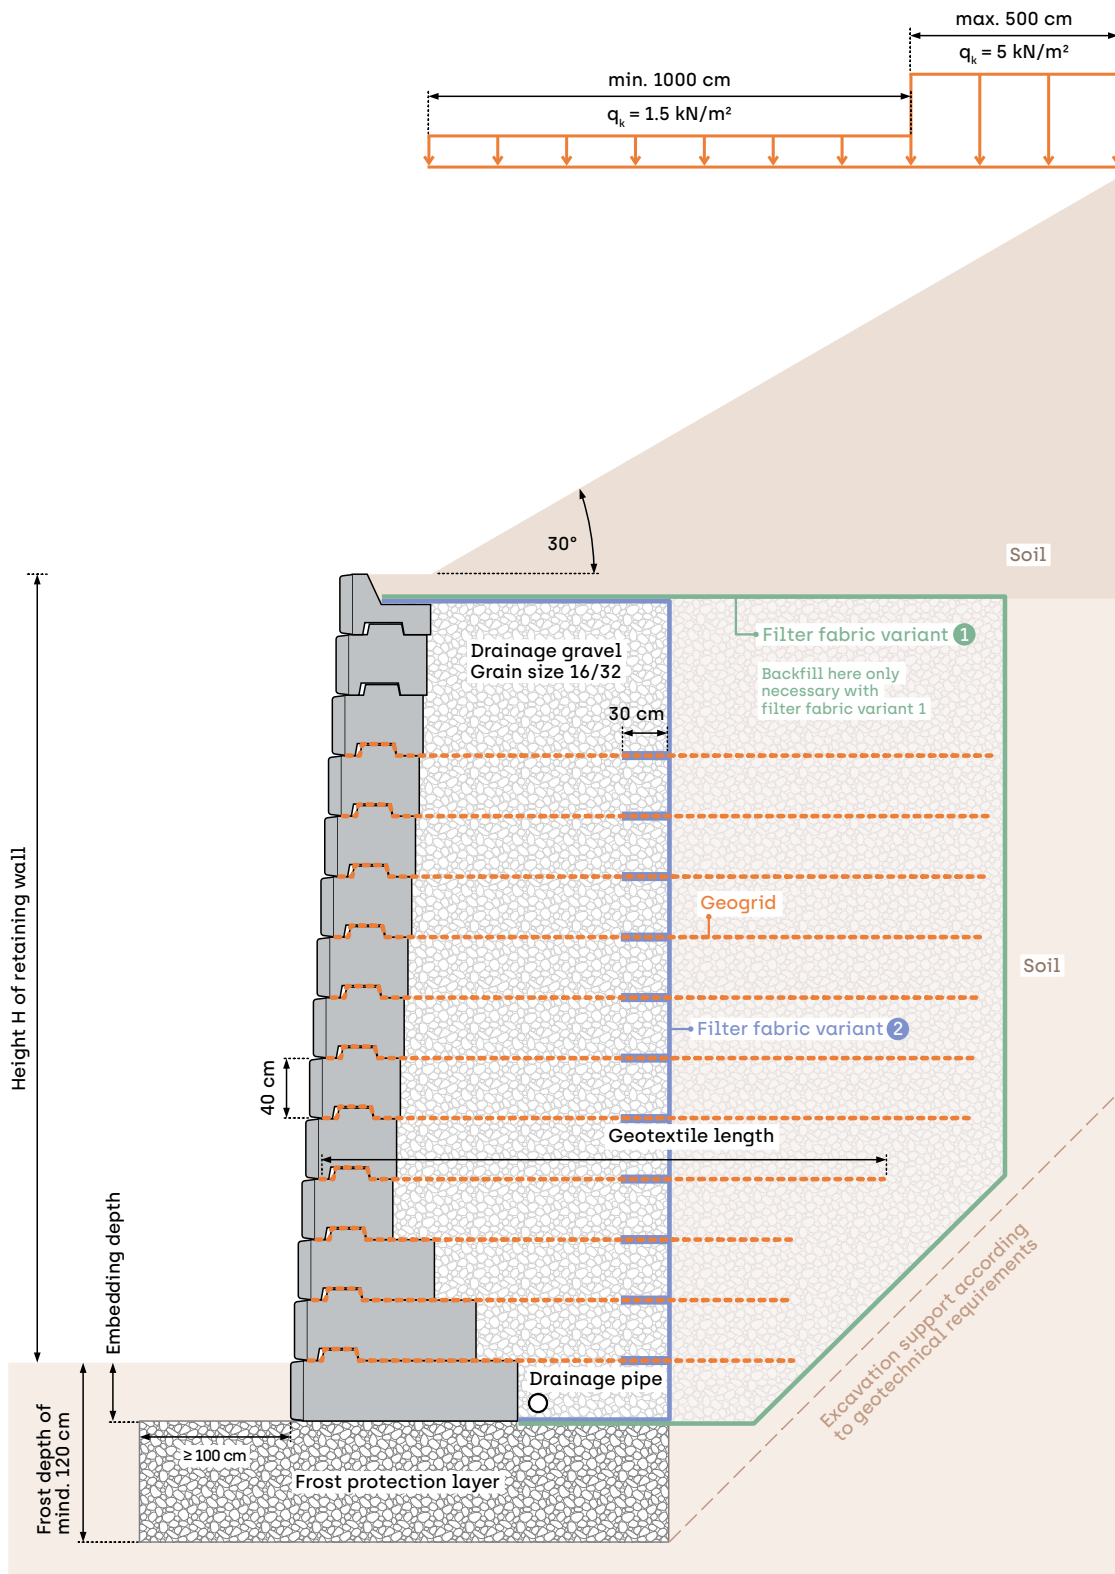 max. 500 cm
qk = 5 kN/m²
min. 1000 cm
qk = 1.5 kN/m²
30°
Soil
Filter fabric variant 1
Drainage gravel
Grain size 16/32
Backfill here only
necessary with
filter fabric variant 1
30 cm
Geogrid
Soil
Height H of retaining wall
Filter fabric variant 2
40 cm
Geotextile length
Embedding depth
Excavation support according
to geotechnical requirements
Drainage pipe
Frost depth of
mind. 120 cm
≥ 100 cm
Frost protection layer